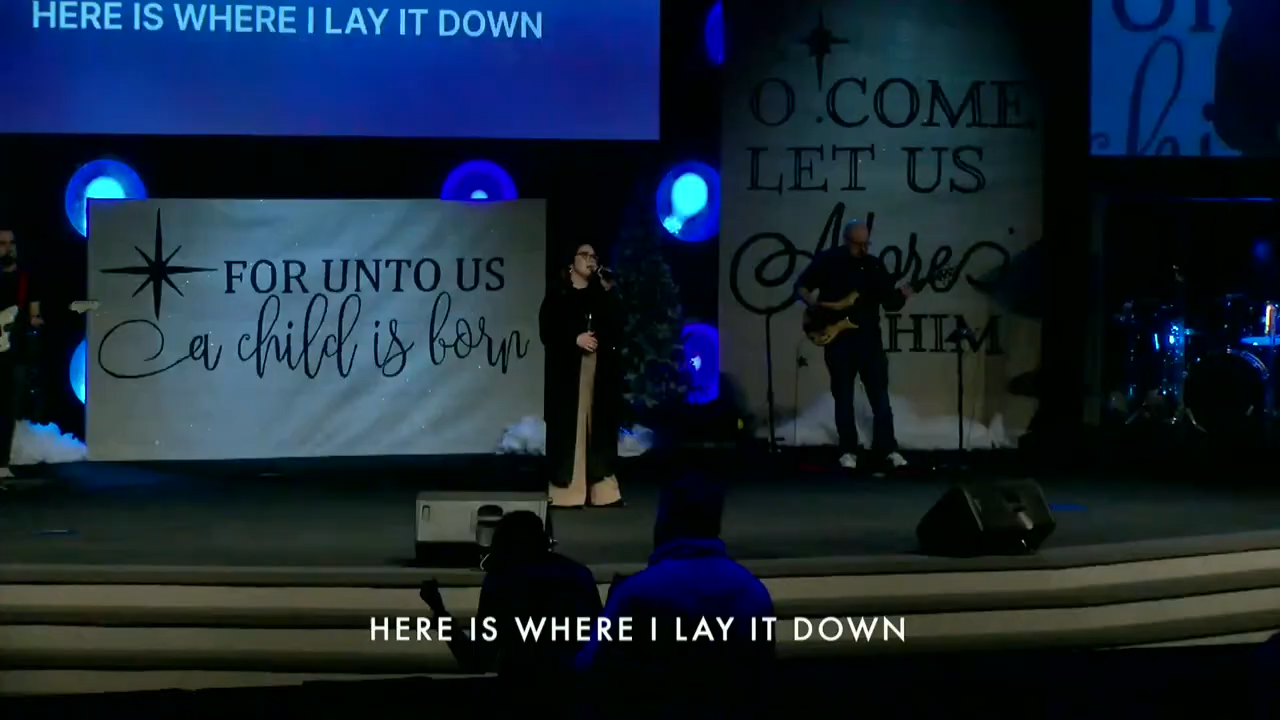 HERE IS WHERE I LAY IT DOWN
O COME
LET US
Adore
HIM
FOR UNTO US
a child is born
HERE IS WHERE I LAY IT DOWN